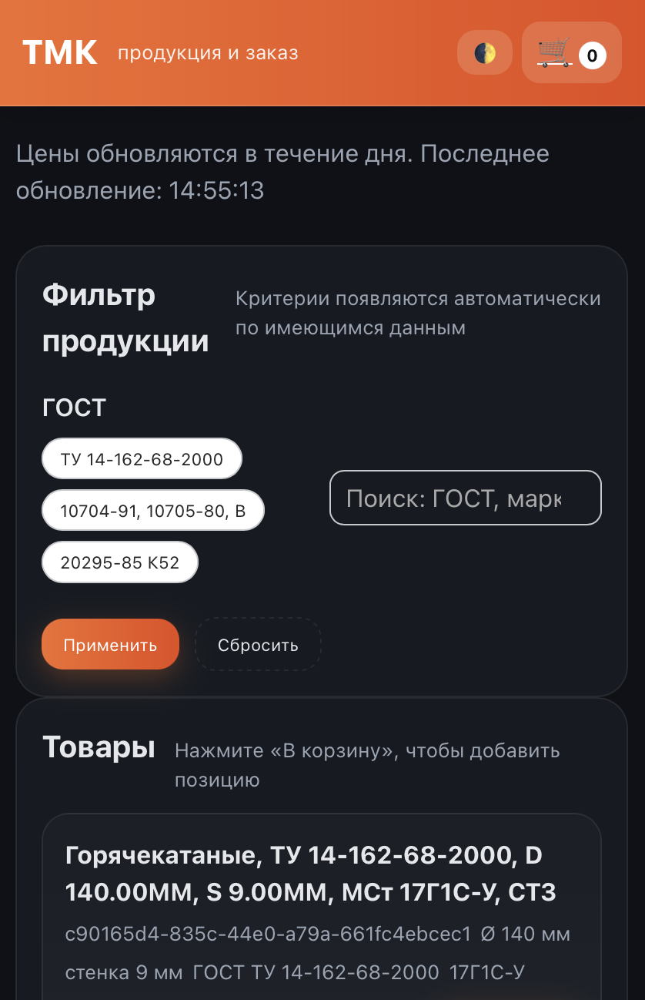 ТМК продукция и заказ 0
Цены обновляются в течение дня. Последнее
обновление: 14:55:13
Фильтр
продукции
Критерии появляются автоматически
по имеющимся данным
ГОСТ
ТУ 14-162-68-2000
10704-91, 10705-80, В
20295-85 К52
Поиск: ГОСТ, марк
Применить Сбросить
Товары
Нажмите «В корзину», чтобы добавить
позицию
Горячекатаные, ТУ 14-162-68-2000, D
140.00ММ, S 9.00ММ, МСт 17Г1С-У, СТЗ
c90165d4-835c-44e0-a79a-661fc4ebcec1 Ø 140 мм
стенка 9 мм ГОСТ ТУ 14-162-68-2000 17Г1С-У